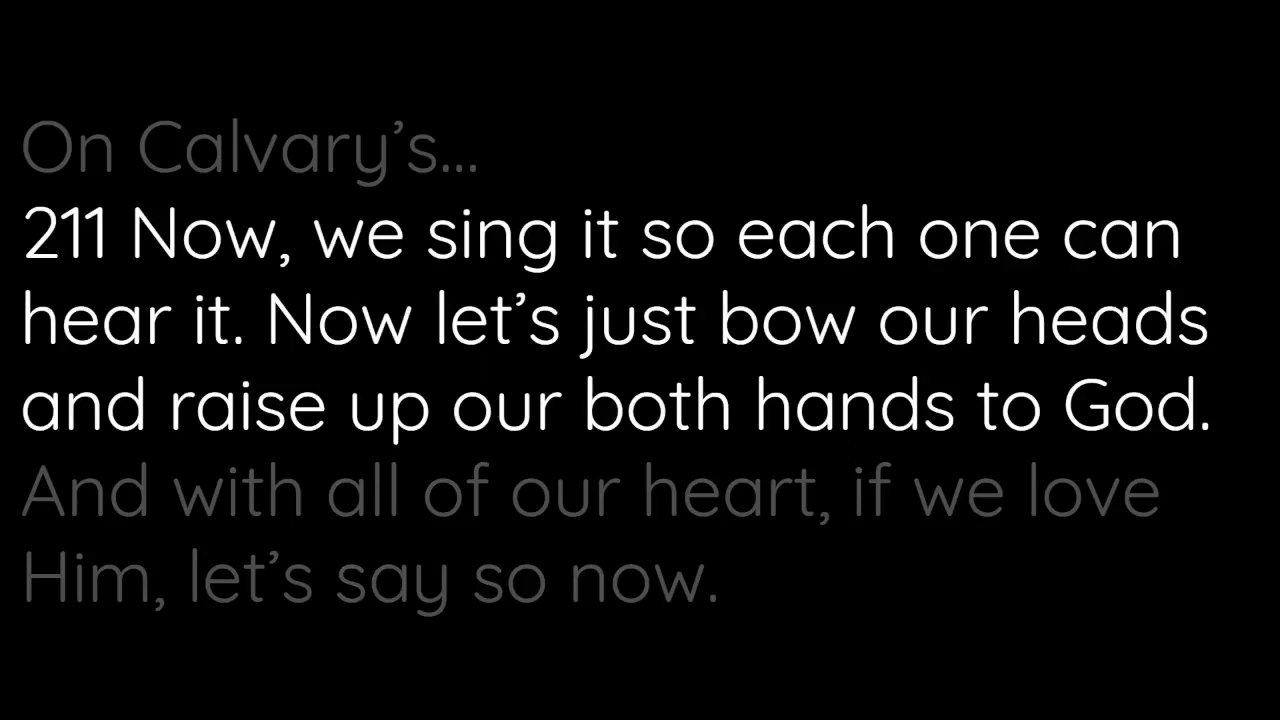 On Calvary’s...
211 Now, we sing it so each one can
hear it. Now let’s just bow our heads
and raise up our both hands to God.
And with all of our heart, if we love
Him, let’s say so now.